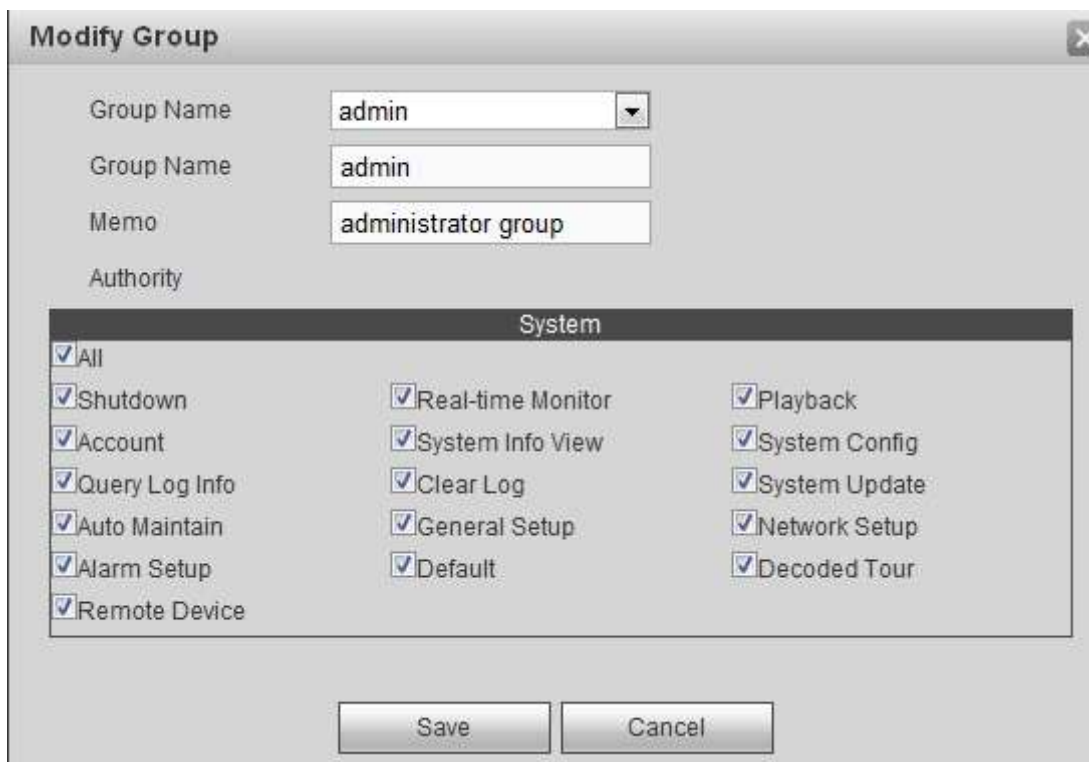 Modify Group
Group Name admin
Group Name admin
Memo administrator group
Authority
System
All
Shutdown Real-time Monitor Playback
Account System Info View System Config
Query Log Info Clear Log System Update
Auto Maintain General Setup Network Setup
Alarm Setup Default Decoded Tour
Remote Device
Save Cancel